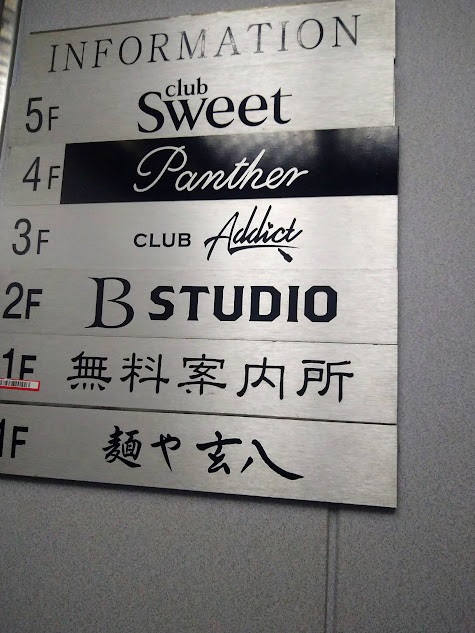 INFORMATION
5F club Sweet
4F Panther
3F CLUB Addict
2F B STUDIO
1F 無料案内所
1F 麺や玄八